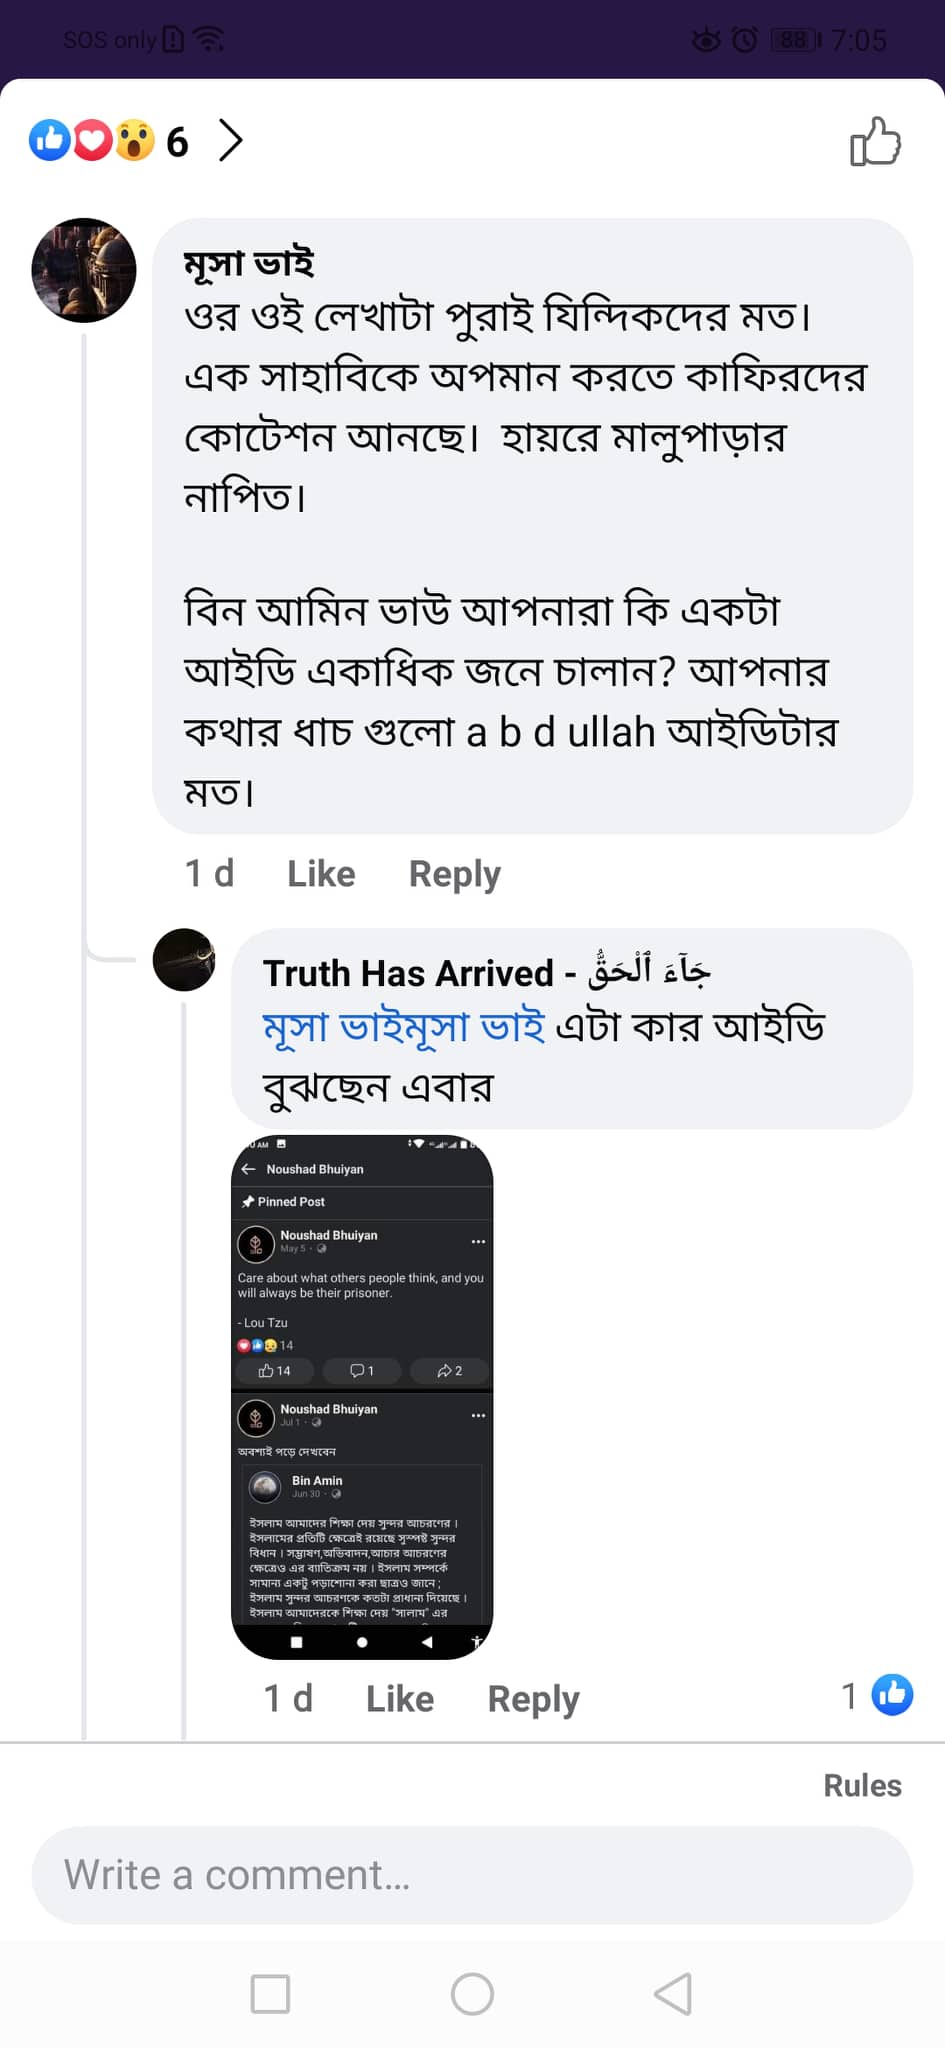 SOS only
88 7:05
6
মূসা ভাই
ওর ওই লেখাটা পুরাই যিন্দিকদের মত।
এক সাহাবিকে অপমান করতে কাফিরদের
কোটেশন আনছে। হায়রে মালুপাড়ার
নাপিত।
বিন আমিন ভাউ আপনারা কি একটা
আইডি একাধিক জনে চালান? আপনার
কথার ধাচ গুলো a b d ullah আইডিটার
মত।
1 d Like Reply
Truth Has Arrived - جَآءَ ٱلْحَقُّ
মূসা ভাইমূসা ভাই এটা কার আইডি
বুঝছেন এবার
AM
Noushad Bhuiyan
Pinned Post
Noushad Bhuiyan
May 5 ·
Care about what others people think, and you
will always be their prisoner.
- Lou Tzu
14
14 1 2
Noushad Bhuiyan
Jul 1 ·
অবশ্যই পড়ে দেখবেন
Bin Amin
Jun 30 ·
ইসলাম আমাদের শিক্ষা দেয় সুন্দর আচরণের।
ইসলামের প্রতিটি ক্ষেত্রেই রয়েছে সুস্পষ্ট সুন্দর
বিধান। সম্ভাষণ,অভিবাদন,আচার আচরণের
ক্ষেত্রেও এর ব্যতিক্রম নয়। ইসলাম সম্পর্কে
সামান্য একটু পড়াশোনা করা ছাত্রও জানে;
ইসলাম সুন্দর আচরণকে কতটা প্রাধান্য দিয়েছে।
ইসলাম আমাদেরকে শিক্ষা দেয় "সালাম" এর
1 d Like Reply 1
Rules
Write a comment...